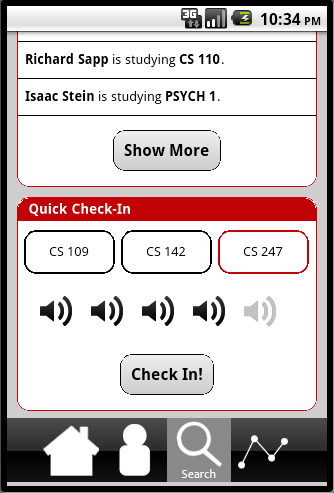 3G 10:34 PM
Richard Sapp is studying CS 110.
Isaac Stein is studying PSYCH 1.
Show More
Quick Check-In
CS 109 CS 142 CS 247
Check In!
Search